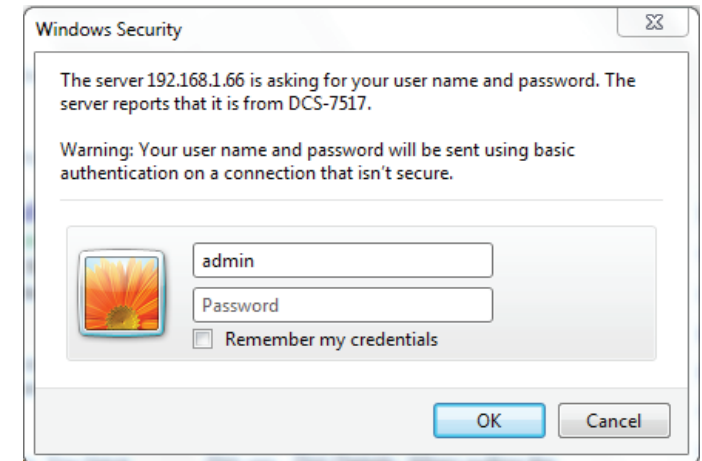 Windows Security
The server 192.168.1.66 is asking for your user name and password. The
server reports that it is from DCS-7517.
Warning: Your user name and password will be sent using basic
authentication on a connection that isn't secure.
admin
Password
Remember my credentials
OK Cancel